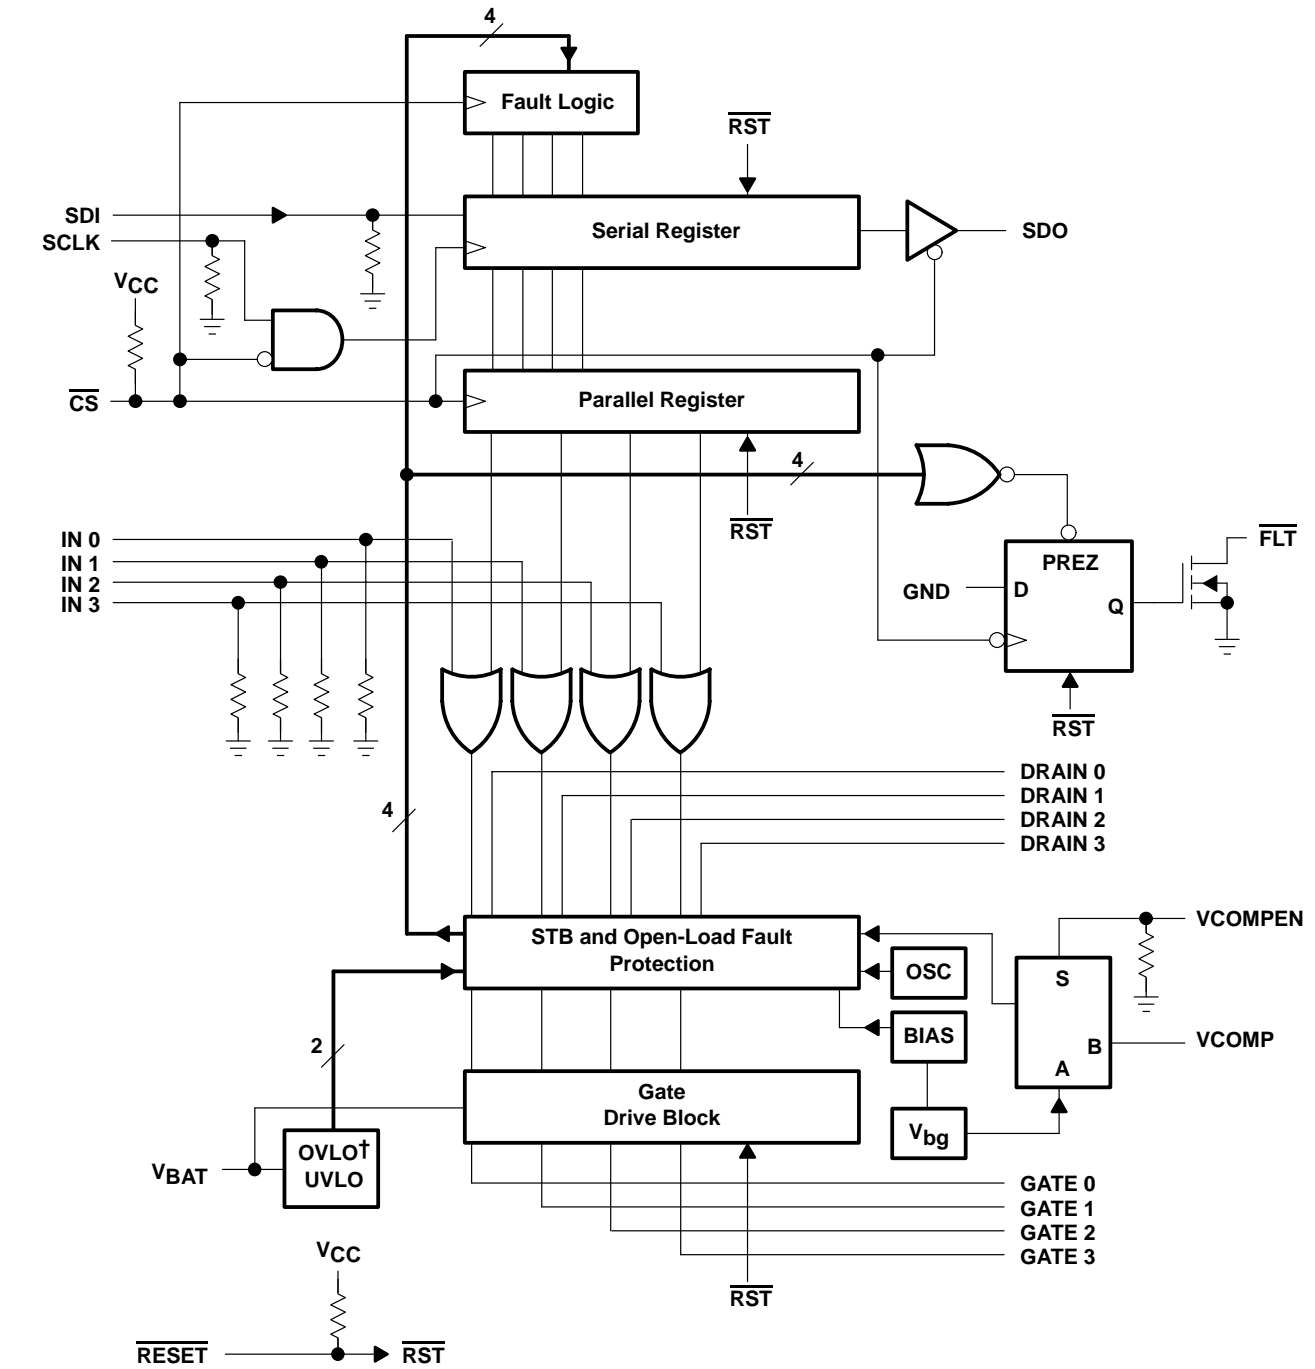 4
Fault Logic
RST
SDI
SCLK
Serial Register
SDO
VCC
CS
Parallel Register
4
RST
IN 0
IN 1
IN 2
IN 3
FLT
PREZ
GND
D
Q
RST
DRAIN 0
DRAIN 1
DRAIN 2
DRAIN 3
4
STB and Open-Load Fault
Protection
OSC
VCOMPEN
S
BIAS
B
VCOMP
A
2
Gate
Drive Block
Vbg
VBAT
OVLO†
UVLO
GATE 0
GATE 1
GATE 2
GATE 3
RST
VCC
RESET
RST